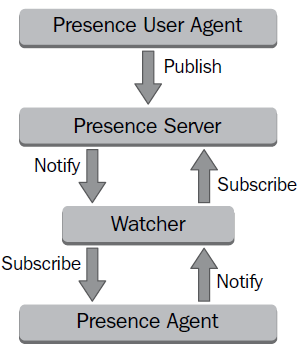 Presence User Agent
Publish
Presence Server
Notify
Subscribe
Watcher
Subscribe
Notify
Presence Agent